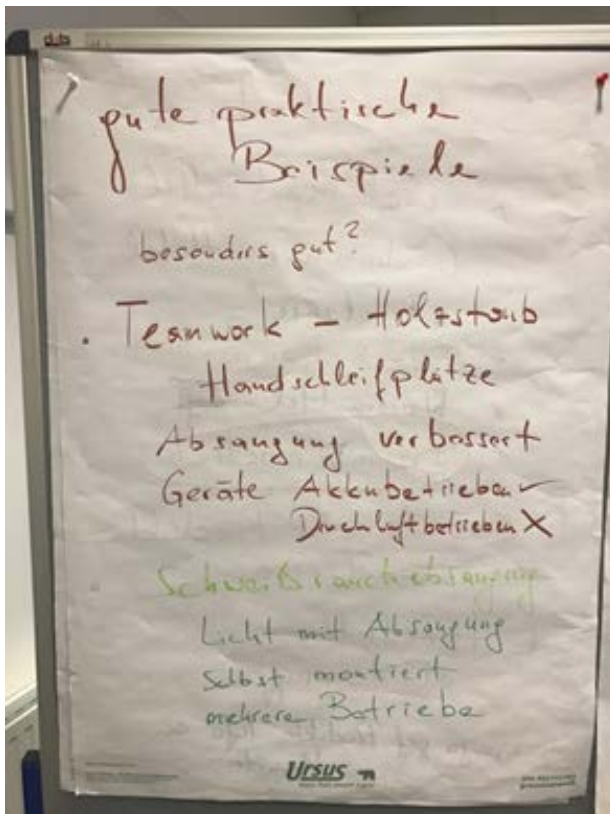 gute praktische
Beispiele
besonders gut?
. Teamwork – Holzstaub
Handschleifplätze
Absaugung verbessert
Geräte Akkubetrieben ✓
Druckluftbetrieben X
Schweißrauchabsaugung
Licht mit Absaugung
Selbst montiert
mehrere Betriebe
Ursus